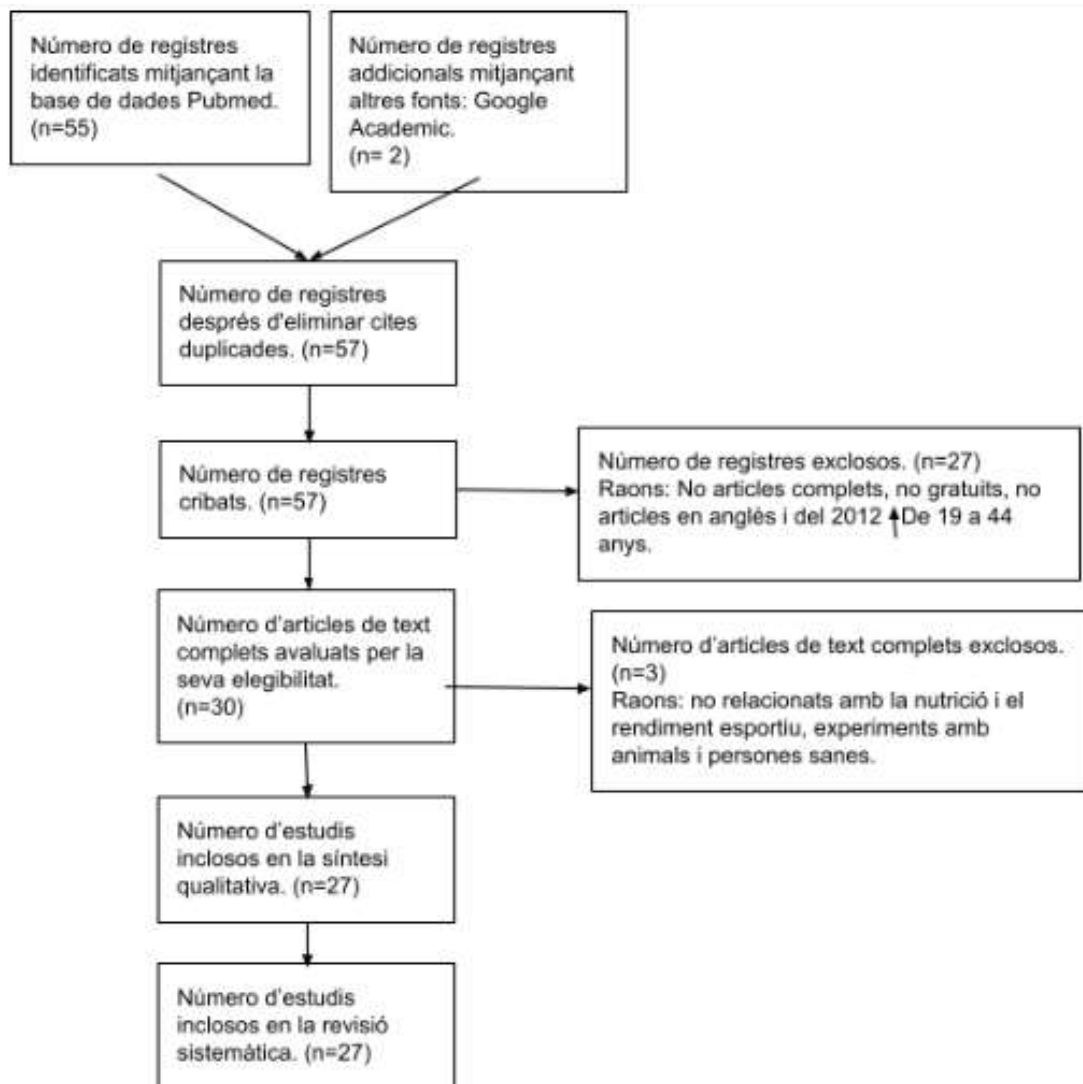 Número de registres
identificats mitjançant la
base de dades Pubmed.
(n=55)
Número de registres
addicionals mitjançant
altres fonts: Google
Academic.
(n= 2)
Número de registres
després d'eliminar cites
duplicades. (n=57)
Número de registres
cribats. (n=57)
Número de registres exclosos. (n=27)
Raons: No articles complets, no gratuïts, no
articles en anglés i del 2012 De 19 a 44
anys.
Número d'articles de text
complets avaluats per la
seva elegibilitat.
(n=30)
Número d'articles de text complets exclosos.
(n=3)
Raons: no relacionats amb la nutrició i el
rendiment esportiu, experiments amb
animals i persones sanes.
Número d'estudis
inclosos en la síntesi
qualitativa. (n=27)
Número d'estudis
inclosos en la revisió
sistemàtica. (n=27)